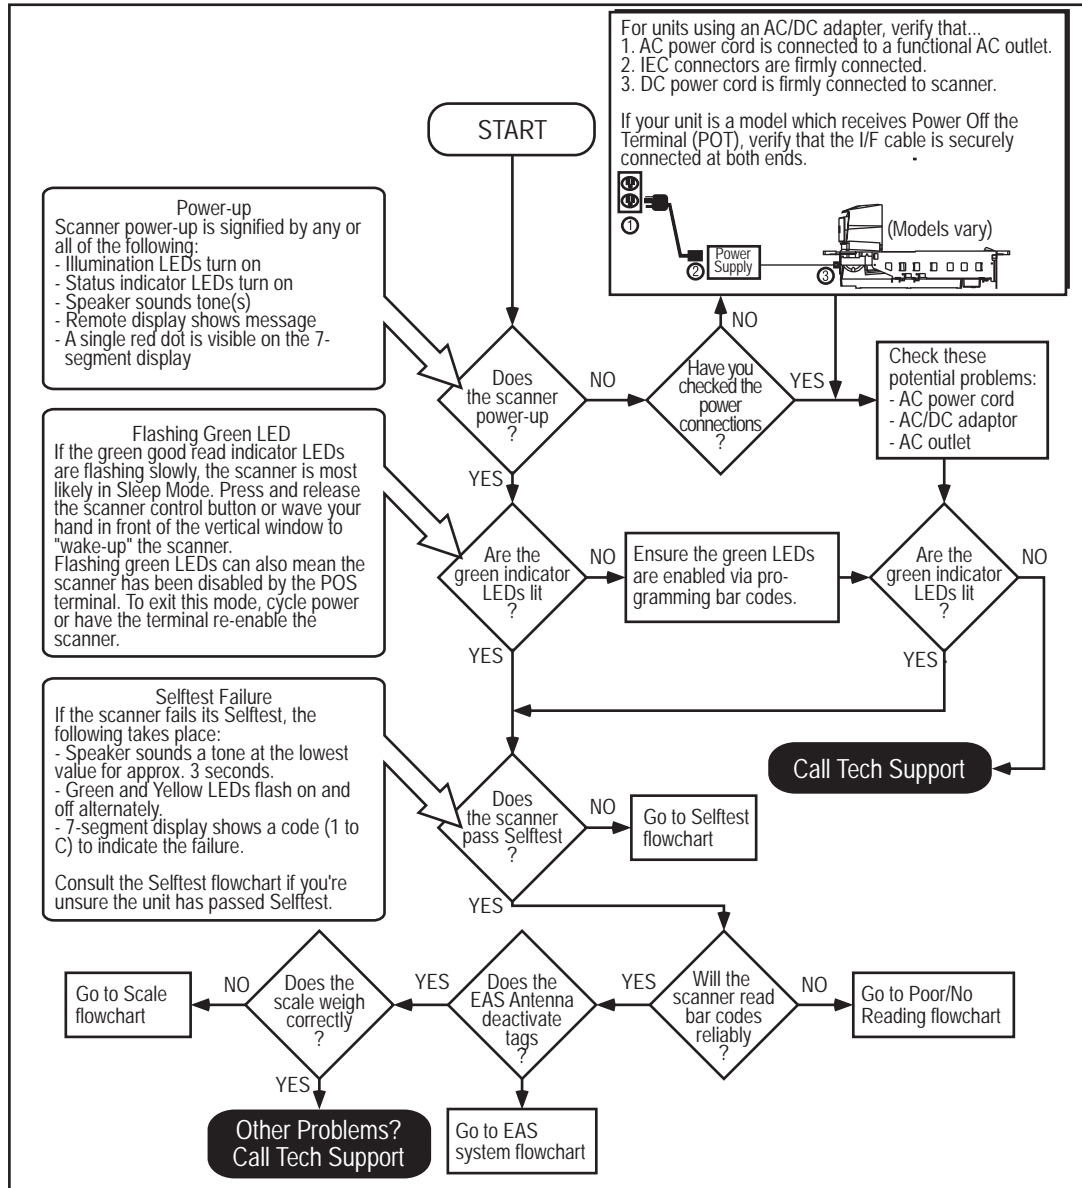 For units using an AC/DC adapter, verify that...
1. AC power cord is connected to a functional AC outlet.
2. IEC connectors are firmly connected.
3. DC power cord is firmly connected to scanner.
If your unit is a model which receives Power Off the
Terminal (POT), verify that the I/F cable is securely
connected at both ends.
1
2
Power
Supply
3
(Models vary)
START
Power-up
Scanner power-up is signified by any or
all of the following:
- Illumination LEDs turn on
- Status indicator LEDs turn on
- Speaker sounds tone(s)
- Remote display shows message
- A single red dot is visible on the 7-
segment display
Does
the scanner
power-up
?
NO
YES
Have you
checked the
power
connections
?
NO
YES
Check these
potential problems:
- AC power cord
- AC/DC adaptor
- AC outlet
Flashing Green LED
If the green good read indicator LEDs
are flashing slowly, the scanner is most
likely in Sleep Mode. Press and release
the scanner control button or wave your
hand in front of the vertical window to
"wake-up" the scanner.
Flashing green LEDs can also mean the
scanner has been disabled by the POS
terminal. To exit this mode, cycle power
or have the terminal re-enable the
scanner.
Are the
green indicator
LEDs lit
?
NO
YES
Ensure the green LEDs
are enabled via pro-
gramming bar codes.
Are the
green indicator
LEDs lit
?
NO
YES
Call Tech Support
Selftest Failure
If the scanner fails its Selftest, the
following takes place:
- Speaker sounds a tone at the lowest
value for approx. 3 seconds.
- Green and Yellow LEDs flash on and
off alternately.
- 7-segment display shows a code (1 to
C) to indicate the failure.
Consult the Selftest flowchart if you're
unsure the unit has passed Selftest.
Does
the scanner
pass Selftest
?
NO
YES
Go to Selftest
flowchart
Will the
scanner read
bar codes
reliably
?
NO
YES
Go to Poor/No
Reading flowchart
Does the
EAS Antenna
deactivate
tags
?
YES
YES
Go to EAS
system flowchart
Does the
scale weigh
correctly
?
NO
YES
Go to Scale
flowchart
Other Problems?
Call Tech Support